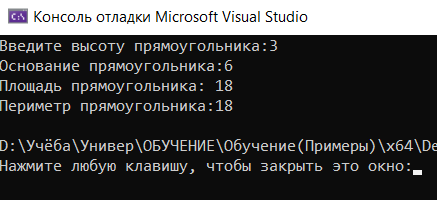 Консоль отладки Microsoft Visual Studio
Введите высоту прямоугольника:3
Основание прямоугольника:6
Площадь прямоугольника: 18
Периметр прямоугольника:18
D:\Учёба\Универ\ОБУЧЕНИЕ\Обучение(Примеры)\x64\De
Нажмите любую клавишу, чтобы закрыть это окно: